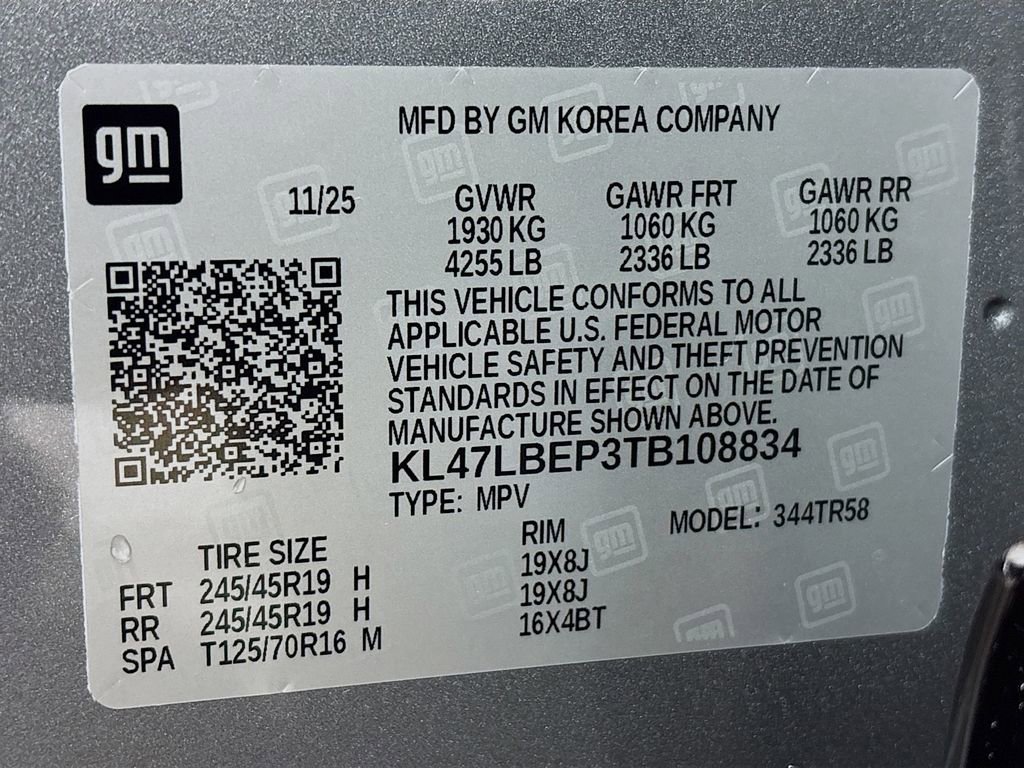 gm
MFD BY GM KOREA COMPANY
11/25
GVWR GAWR FRT GAWR RR
1930 KG 1060 KG 1060 KG
4255 LB 2336 LB 2336 LB
THIS VEHICLE CONFORMS TO ALL
APPLICABLE U.S. FEDERAL MOTOR
VEHICLE SAFETY AND THEFT PREVENTION
STANDARDS IN EFFECT ON THE DATE OF
MANUFACTURE SHOWN ABOVE.
KL47LBEP3TB108834
TYPE: MPV
MODEL: 344TR58
TIRE SIZE RIM
FRT 245/45R19 H 19X8J
RR 245/45R19 H 19X8J
SPA T125/70R16 M 16X4BT